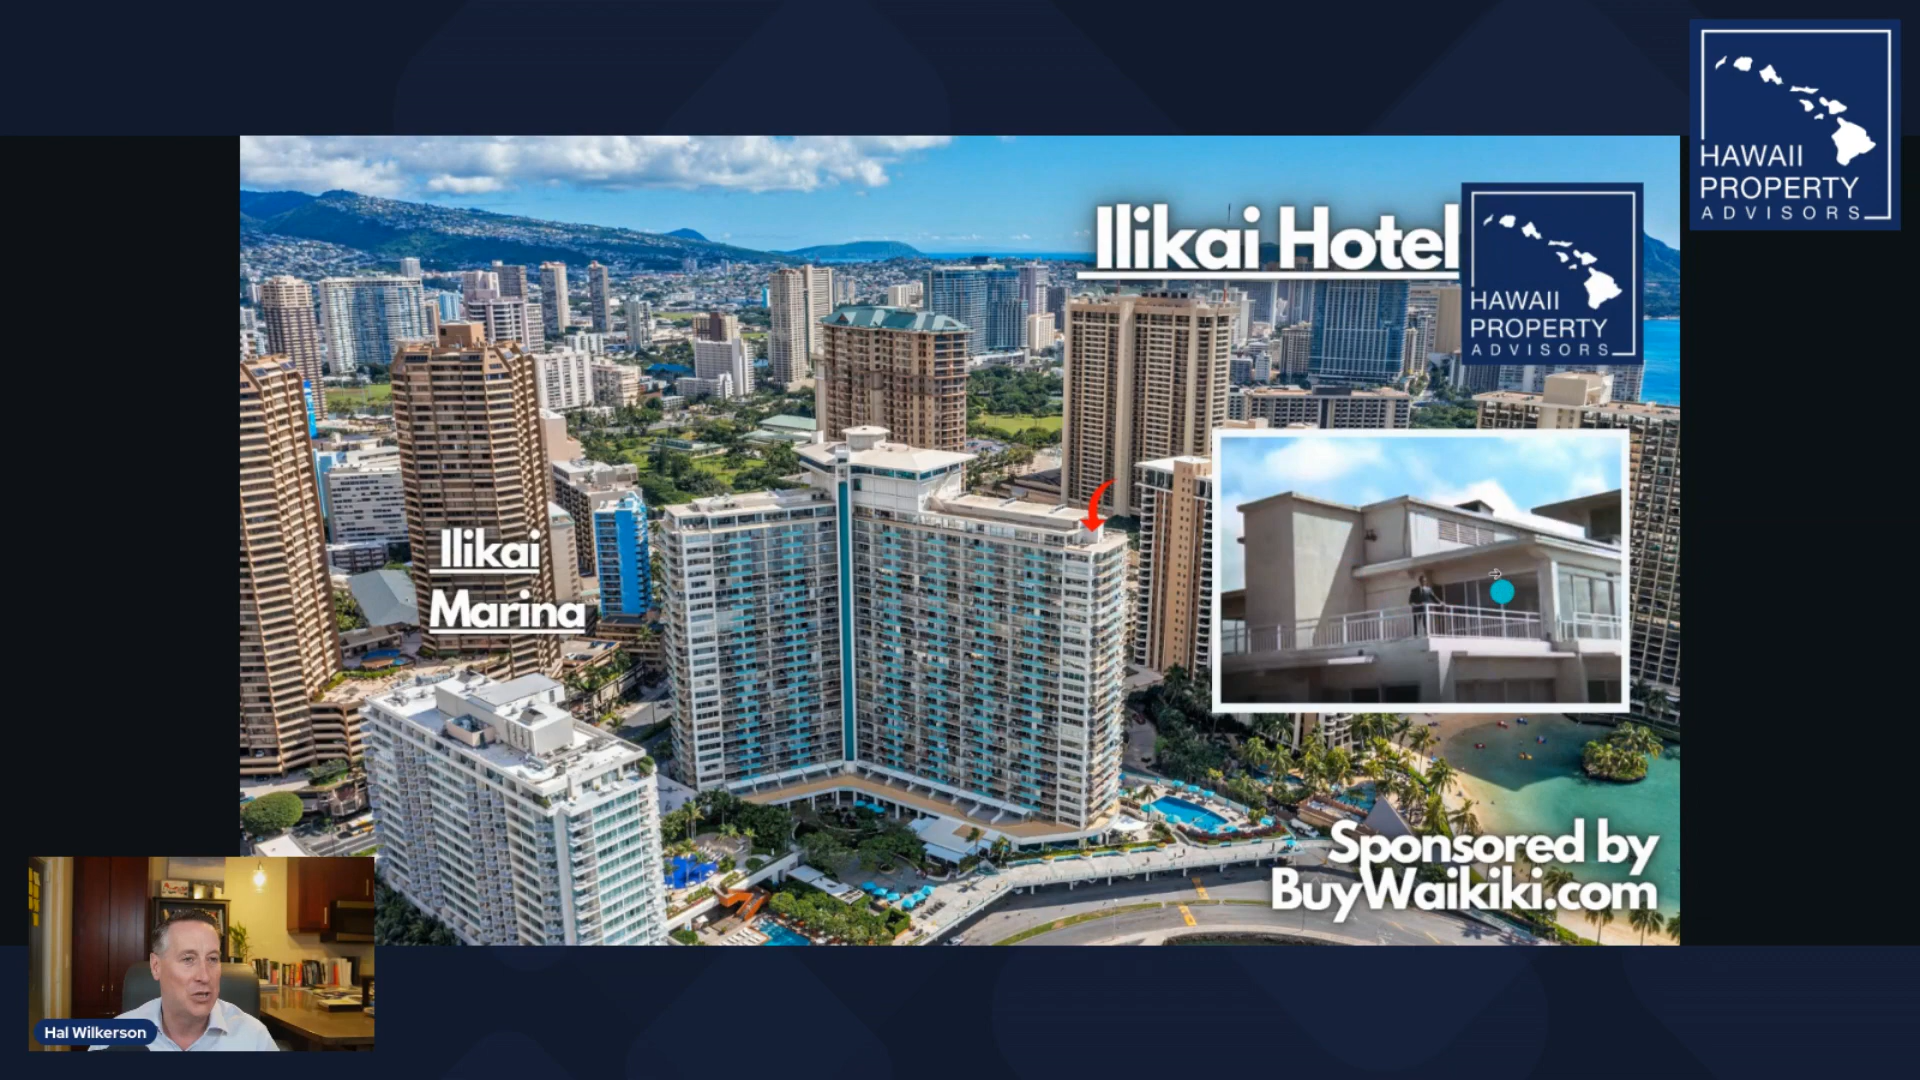 HAWAII
PROPERTY
ADVISORS
Ilikai Hotel
HAWAII
PROPERTY
ADVISORS
Ilikai
Marina
Sponsored by
BuyWaikiki.com
Hal Wilkerson